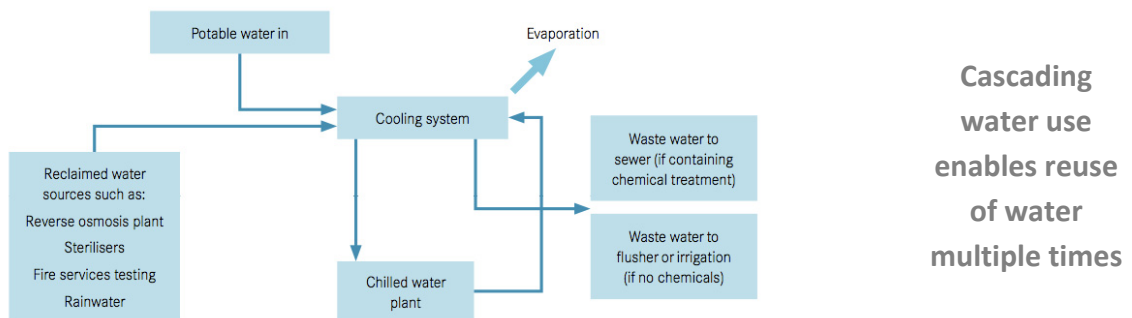 Potable water in
Evaporation
Cooling system
Reclaimed water
sources such as:
Reverse osmosis plant
Sterilisers
Fire services testing
Rainwater
Chilled water
plant
Waste water to
sewer (if containing
chemical treatment)
Waste water to
flusher or irrigation
(if no chemicals)
Cascading
water use
enables reuse
of water
multiple times